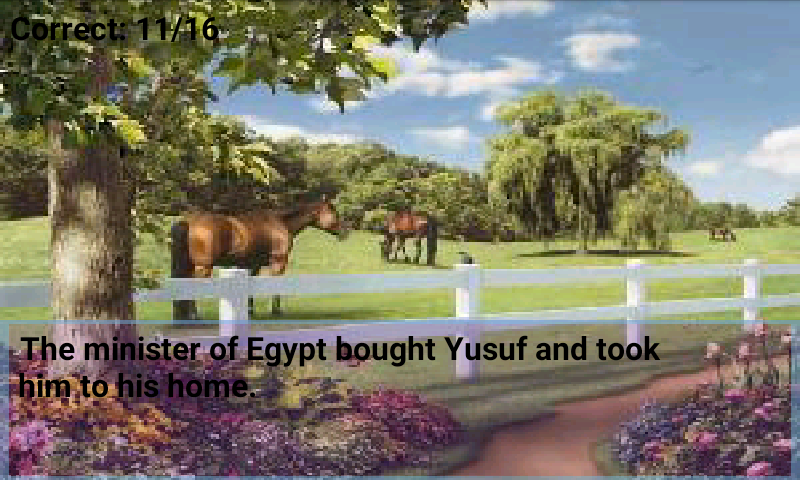 Correct: 11/16
The minister of Egypt bought Yusuf and took
him to his home.